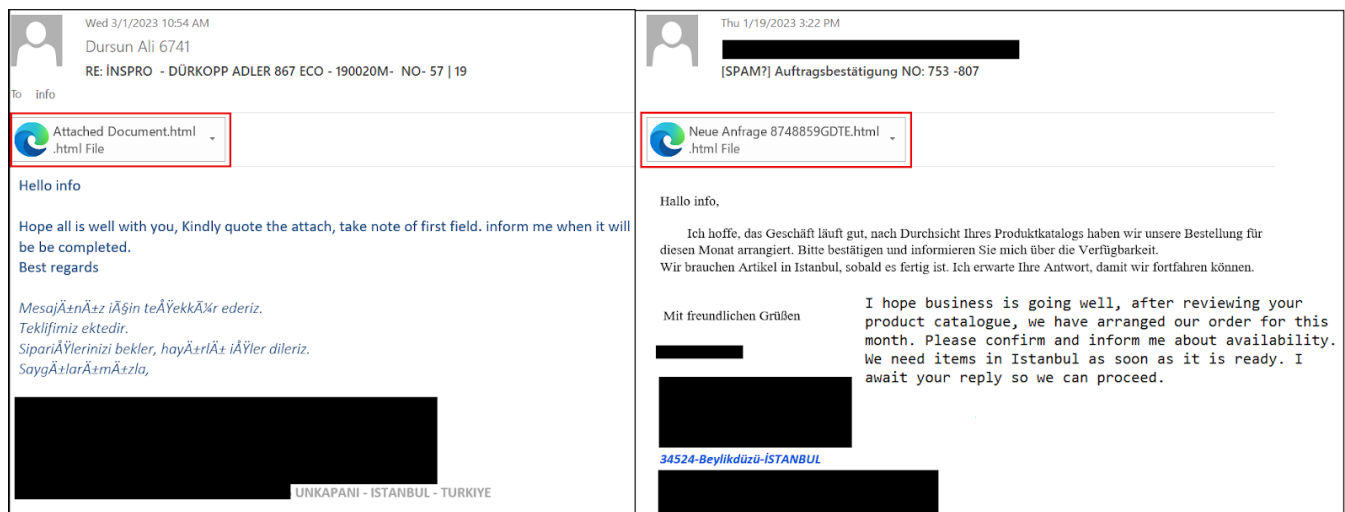 Wed 3/1/2023 10:54 AM
Dursun Ali 6741
RE: İNSPRO - DÜRKOPP ADLER 867 ECO - 190020M- NO- 57 | 19
To info
Attached Document.html
.html File
Hello info
Hope all is well with you, Kindly quote the attach, take note of first field. inform me when it will
be be completed.
Best regards
MesajÄ±nÄ±z iÃ§in teÅŸekkÃ¼r ederiz.
Teklifimiz ektedir.
SipariÅŸlerinizi bekler, hayÄ±rlÄ± iÅŸler dileriz.
SaygÄ±larÄ±mÄ±zla,
UNKAPANI - ISTANBUL - TURKIYE
Thu 1/19/2023 3:22 PM
[SPAM?] Auftragsbestätigung NO: 753 -807
Neue Anfrage 8748859GDTE.html
.html File
Hallo info,
Ich hoffe, das Geschäft läuft gut, nach Durchsicht Ihres Produktkatalogs haben wir unsere Bestellung für
diesen Monat arrangiert. Bitte bestätigen und informieren Sie mich über die Verfügbarkeit.
Wir brauchen Artikel in Istanbul, sobald es fertig ist. Ich erwarte Ihre Antwort, damit wir fortfahren können.
Mit freundlichen Grüßen
I hope business is going well, after reviewing your
product catalogue, we have arranged our order for this
month. Please confirm and inform me about availability.
We need items in Istanbul as soon as it is ready. I
await your reply so we can proceed.
34524-Beylikdüzü-İSTANBUL